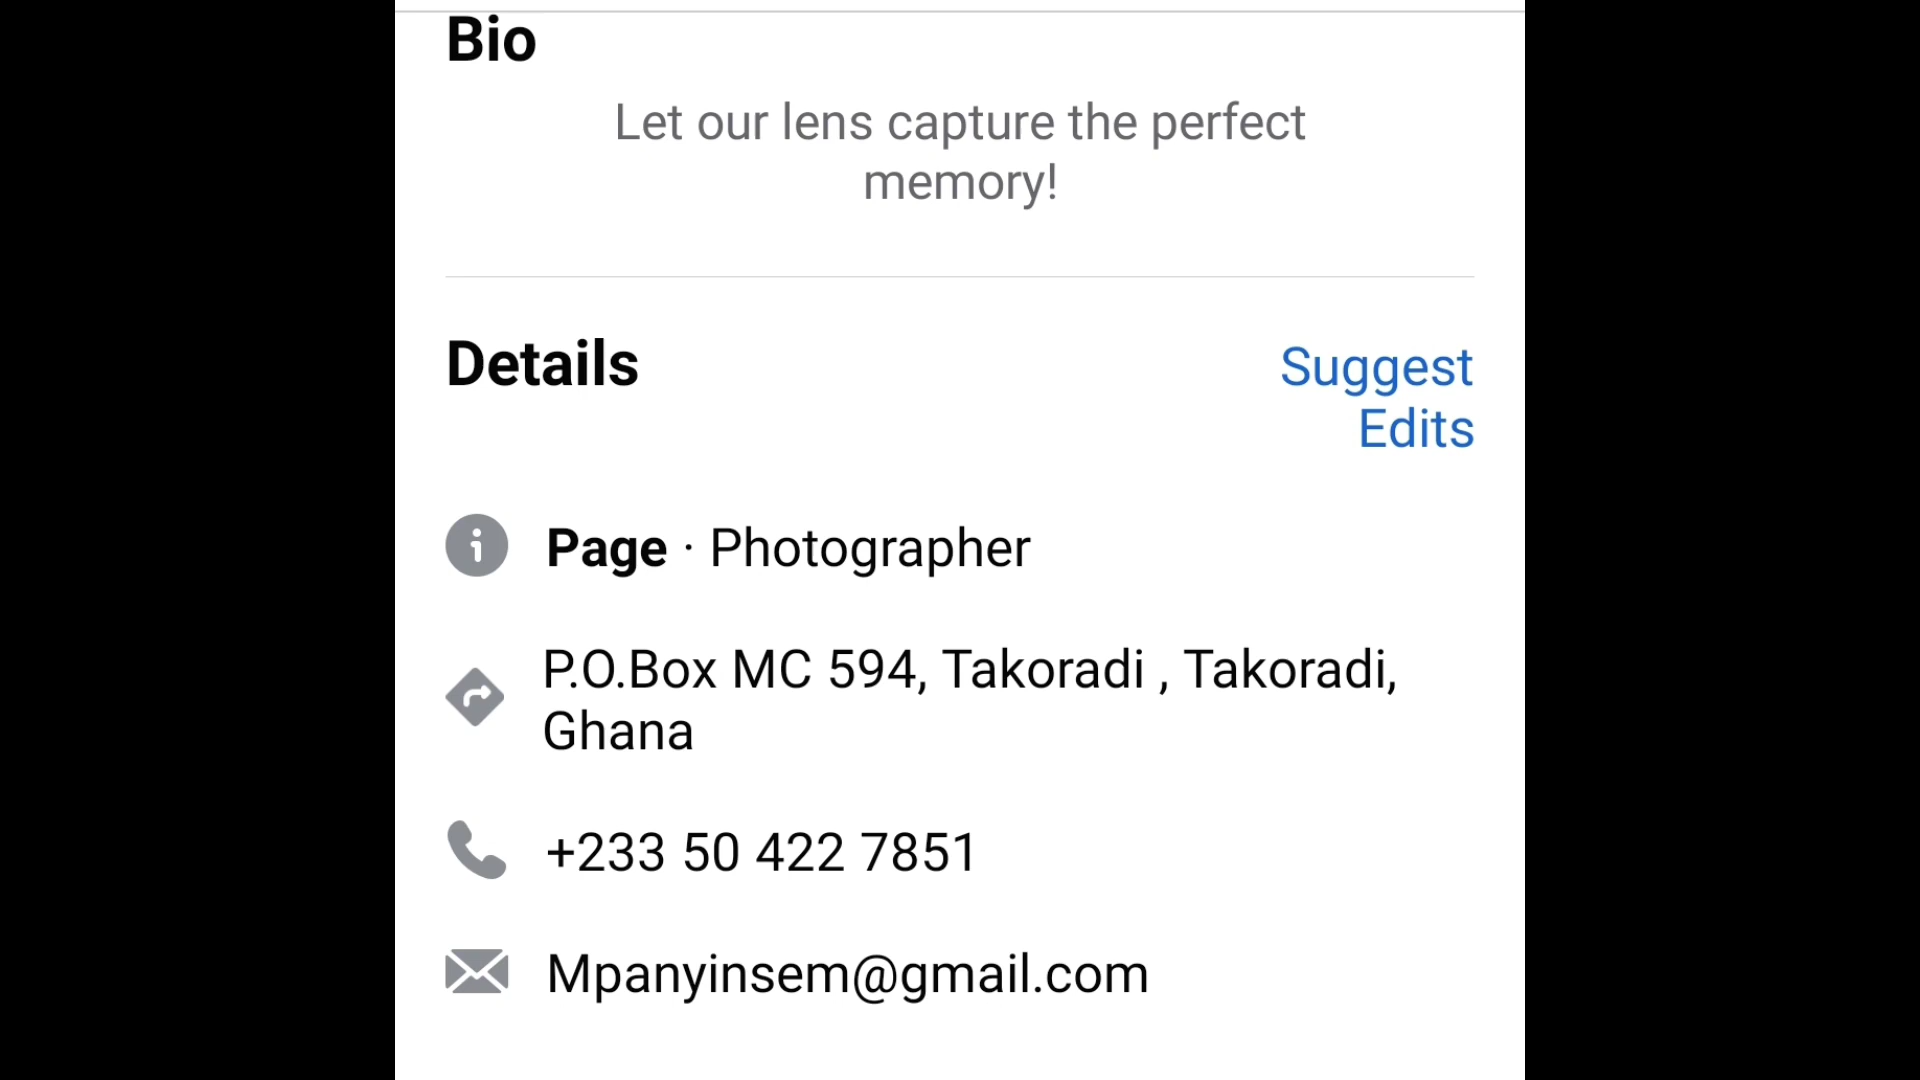 Bio
Let our lens capture the perfect
memory!
Details
Suggest
Edits
Page · Photographer
P.O.Box MC 594, Takoradi , Takoradi,
Ghana
+233 50 422 7851
Mpanyinsem@gmail.com